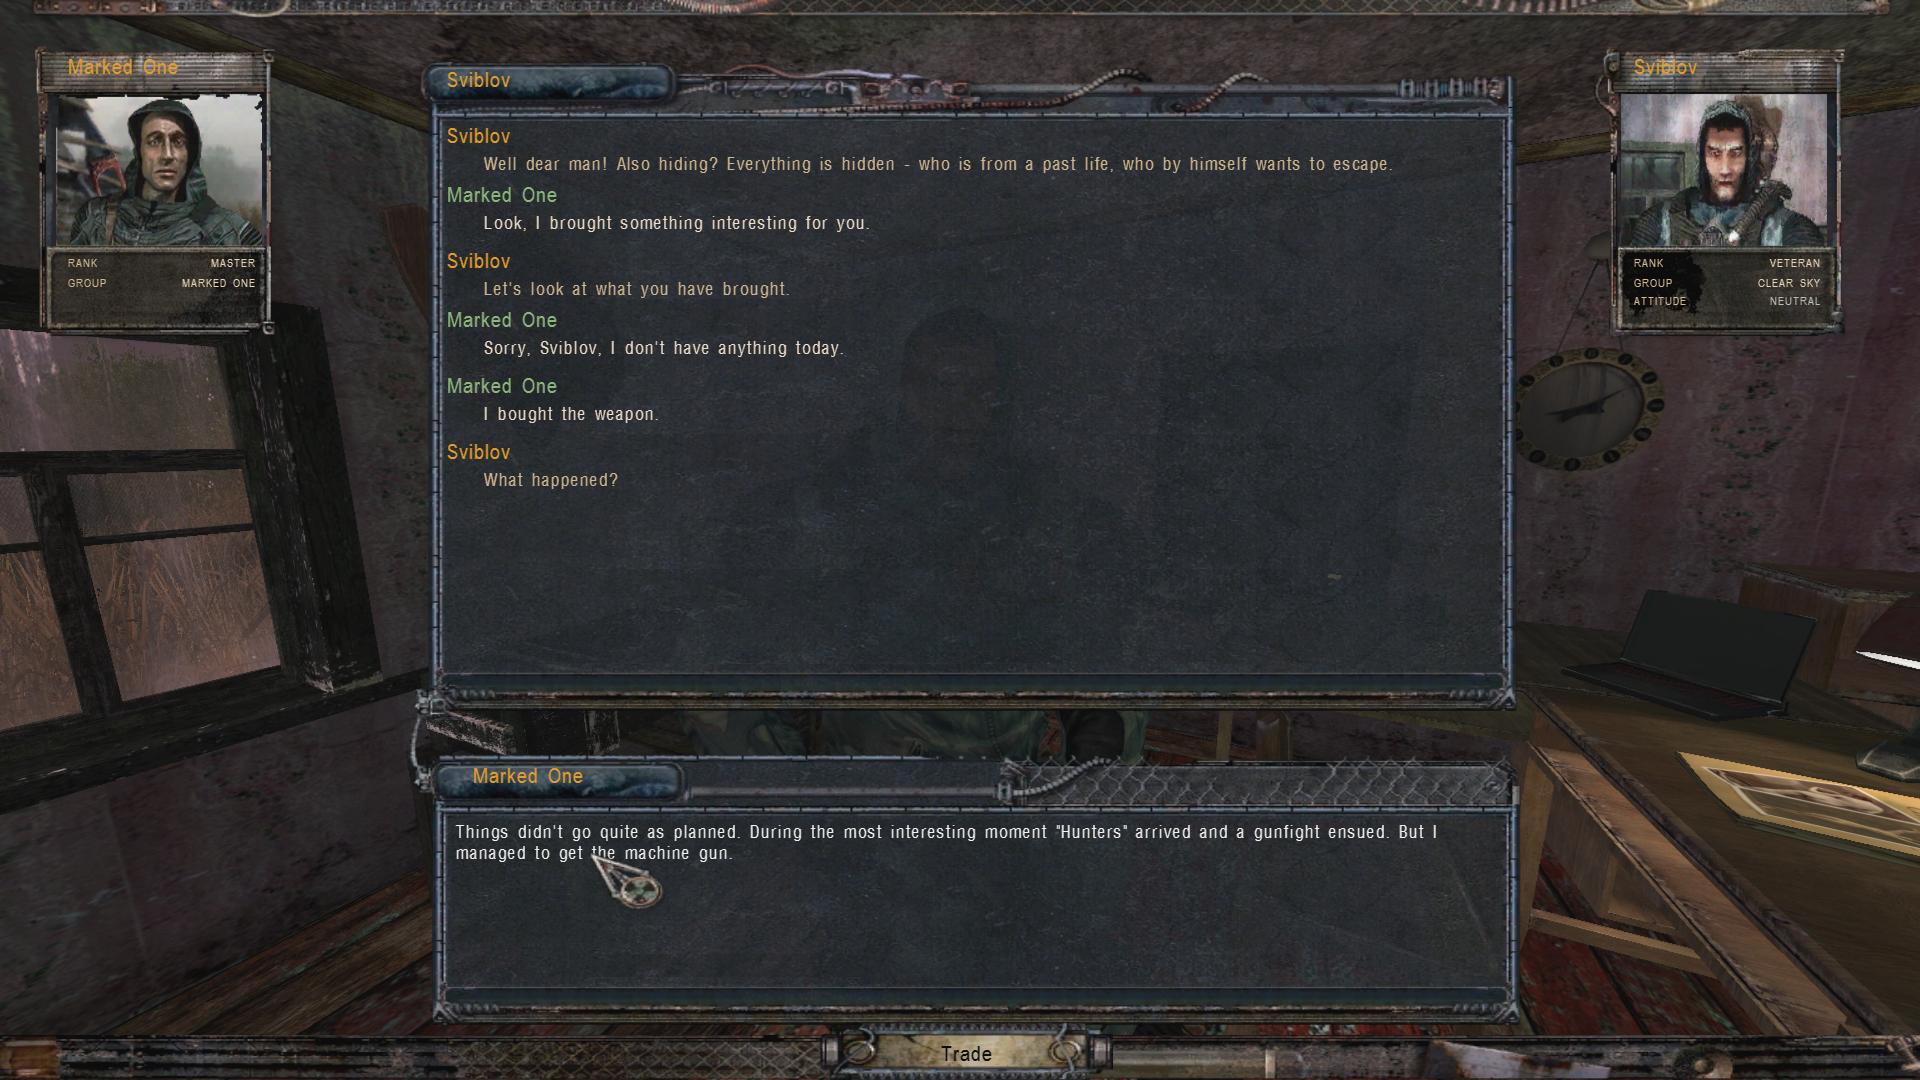 Marked One
RANK MASTER
GROUP MARKED ONE
Sviblov
Sviblov
Well dear man! Also hiding? Everything is hidden - who is from a past life, who by himself wants to escape.
Marked One
Look, I brought something interesting for you.
Sviblov
Let's look at what you have brought.
Marked One
Sorry, Sviblov, I don't have anything today.
Marked One
I bought the weapon.
Sviblov
What happened?
Sviblov
RANK VETERAN
GROUP CLEAR SKY
ATTITUDE NEUTRAL
Marked One
Things didn't go quite as planned. During the most interesting moment "Hunters" arrived and a gunfight ensued. But I
managed to get the machine gun.
Trade